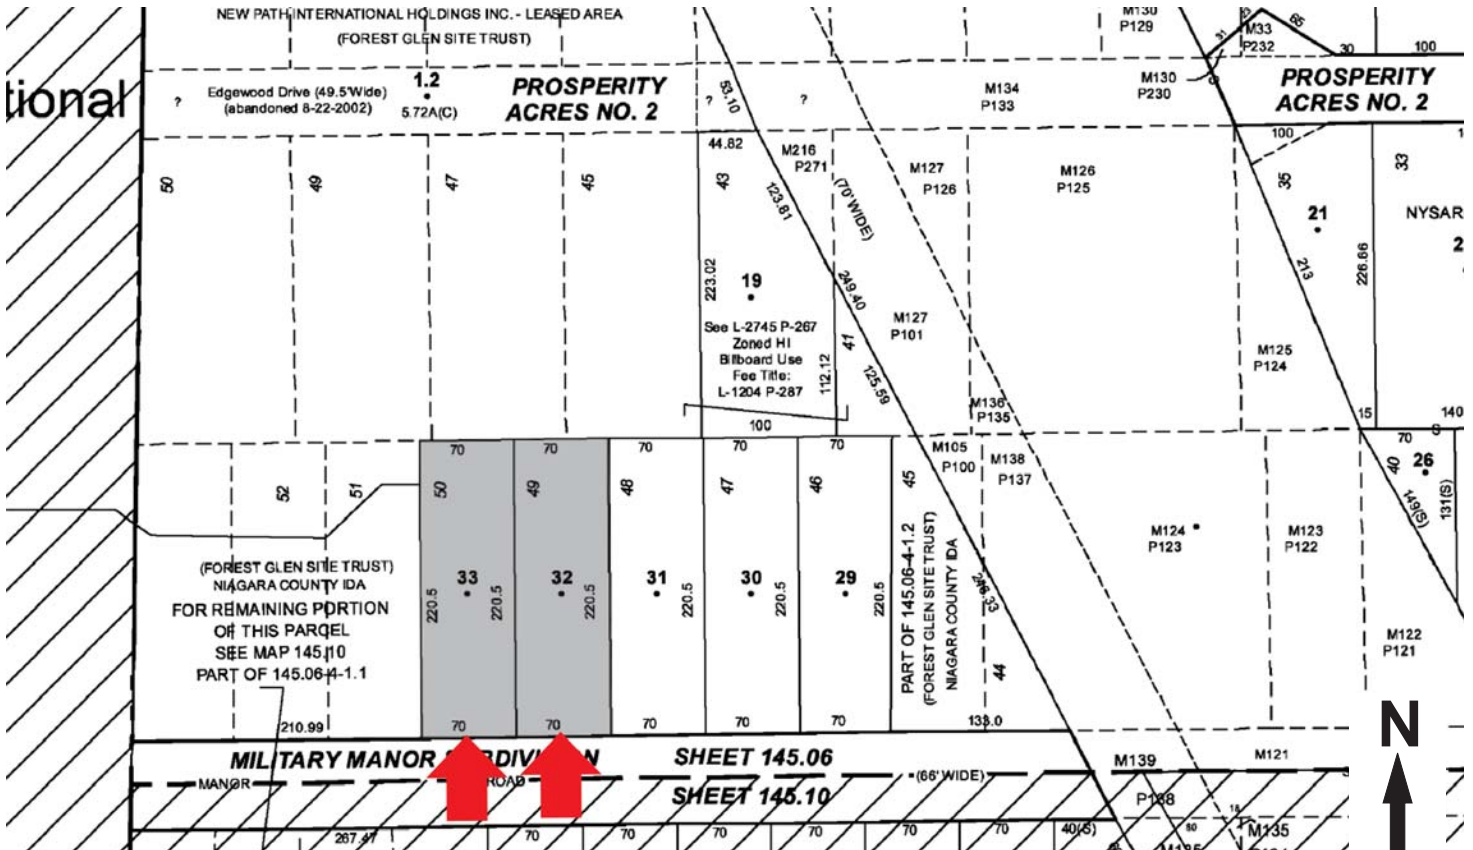 NEW PATH INTERNATIONAL HOLDINGS INC. - LEASED AREA
(FOREST GLEN SITE TRUST)
M130
P129
31
23
65
M33
P232
30
100
tional
?
Edgewood Drive (49.5'Wide)
(abandoned 8-22-2002)
1.2
5.72A(C)
PROSPERITY
ACRES NO. 2
?
53.10
?
M134
P133
M130
P230
PROSPERITY
ACRES NO. 2
50
49
47
45
44.82
43
123.81
M216
P271
(70'WIDE)
M127
P126
M126
P125
100
35
33
21
NYSAR
213
226.66
223.02
19
See L-2745 P-267
Zoned HI
Billboard Use
Fee Title:
L-1204 P-287
112.12
249.40
41
125.59
M127
P101
M136
P135
M125
P124
100
15
140
70
70
70
70
70
70
M105
P100
M138
P137
26
40
149(S)
131(S)
52
51
50
49
48
47
46
45
(FOREST GLEN SITE TRUST)
NIAGARA COUNTY IDA
FOR REMAINING PORTION
OF THIS PARCEL
SEE MAP 145.10
PART OF 145.06-4-1.1
33
220.5
220.5
32
220.5
31
220.5
30
220.5
29
220.5
PART OF 145.06-4-1.2
(FOREST GLEN SITE TRUST)
NIAGARA COUNTY IDA
44
M124
P123
M123
P122
M122
P121
210.99
70
70
70
70
70
133.0
N
MILITARY MANOR
SHEET 145.06
M139
M121
MANOR
ROAD
(66' WIDE)
SHEET 145.10
P138
267.47
70
70
70
70
70
40(S)
80
M135